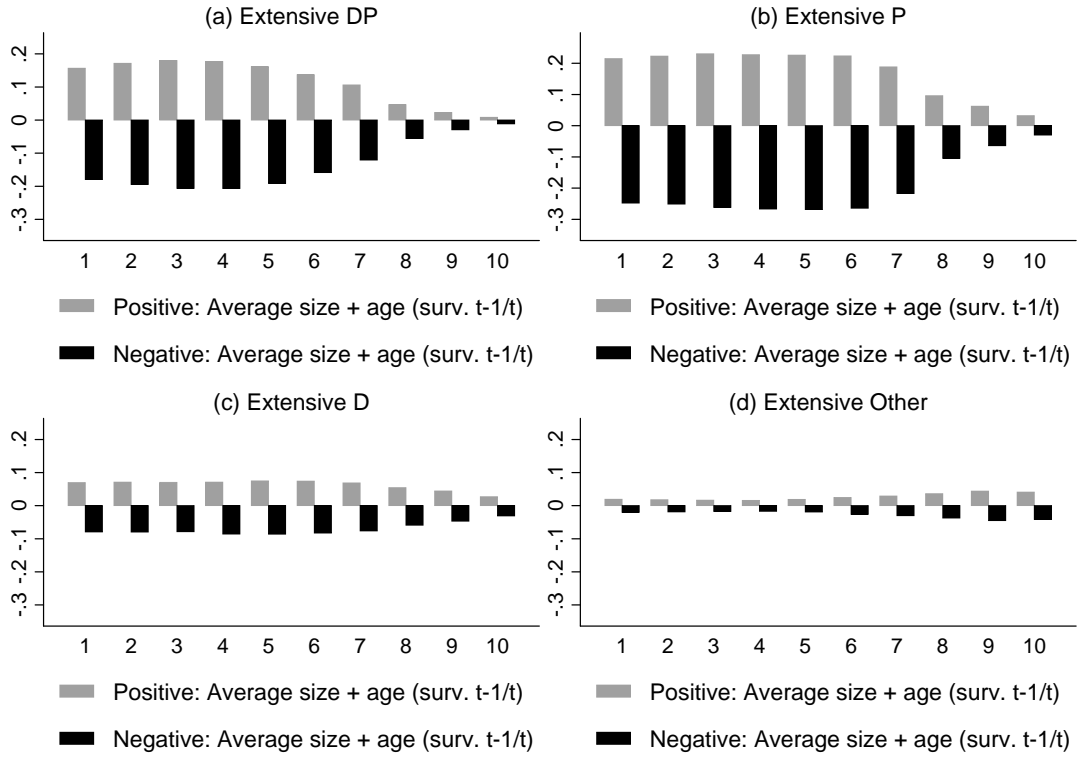 (a) Extensive DP
.2
.1
0
-.1
-.2
-.3
1 2 3 4 5 6 7 8 9 10
Positive: Average size + age (surv. t-1/t)
Negative: Average size + age (surv. t-1/t)
(b) Extensive P
.2
.1
0
-.1
-.2
-.3
1 2 3 4 5 6 7 8 9 10
Positive: Average size + age (surv. t-1/t)
Negative: Average size + age (surv. t-1/t)
(c) Extensive D
.2
.1
0
-.1
-.2
-.3
1 2 3 4 5 6 7 8 9 10
Positive: Average size + age (surv. t-1/t)
Negative: Average size + age (surv. t-1/t)
(d) Extensive Other
.2
.1
0
-.1
-.2
-.3
1 2 3 4 5 6 7 8 9 10
Positive: Average size + age (surv. t-1/t)
Negative: Average size + age (surv. t-1/t)